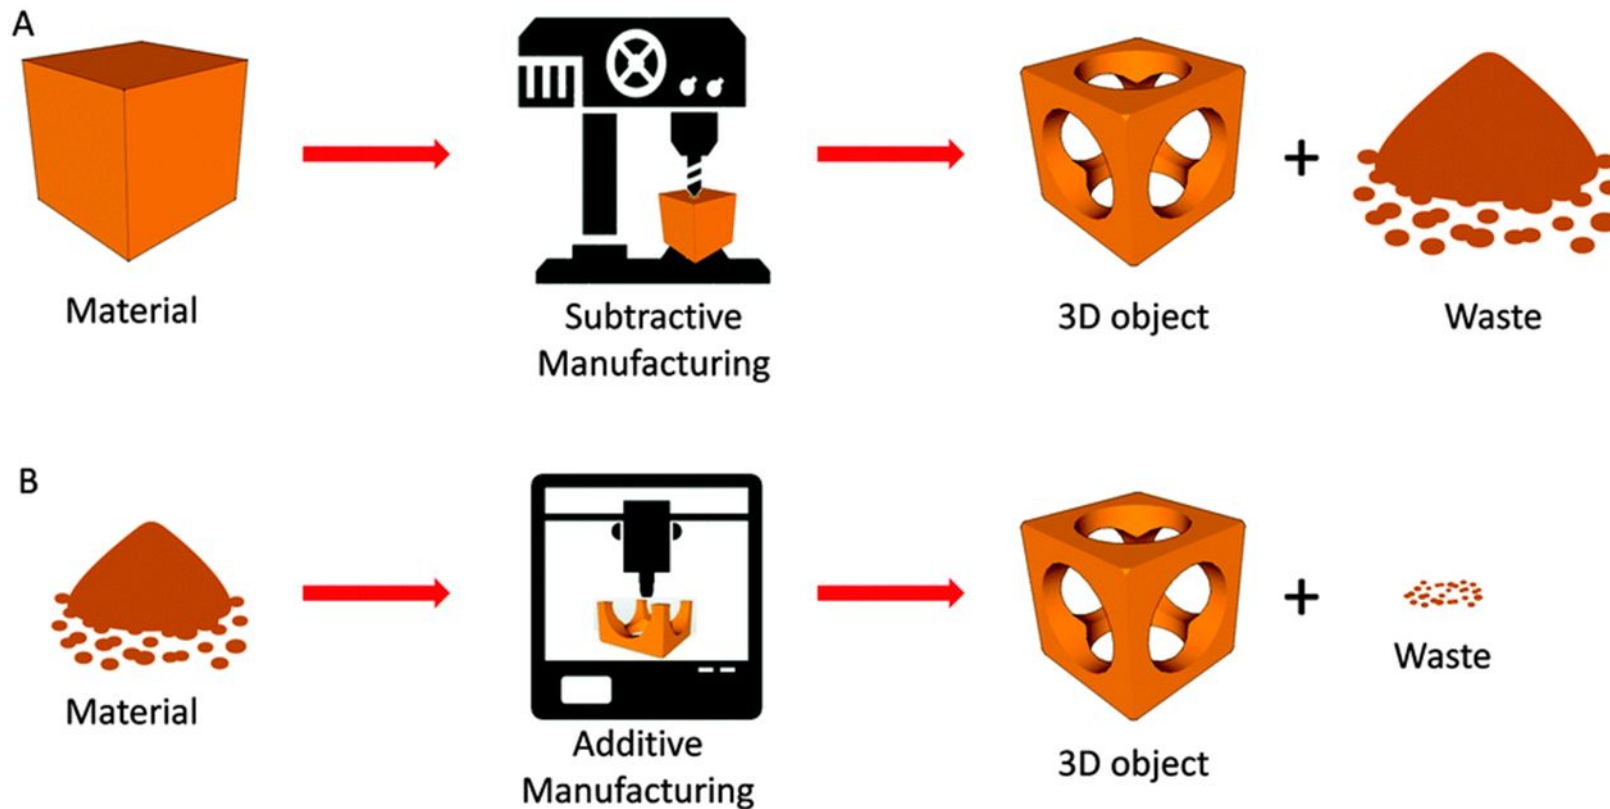 A
Material
Subtractive
Manufacturing
3D object
+
Waste
B
Material
Additive
Manufacturing
3D object
+
Waste